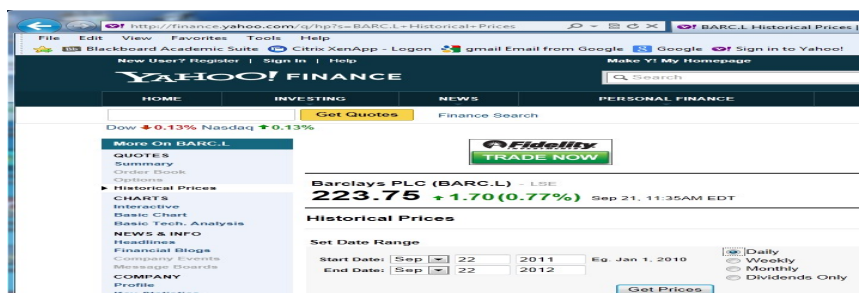 http://finance.yahoo.com/q/hp?s=BARC.L+Historical+Prices
BARC.L Historical Prices |
File Edit View Favorites Tools Help
Blackboard Academic Suite Citrix XenApp - Logon gmail Email from Google Google Sign in to Yahoo!
New User? Register | Sign In | Help Make Y! My Homepage
YAHOO! FINANCE Search
HOME INVESTING NEWS PERSONAL FINANCE
Get Quotes Finance Search
Dow 0.13% Nasdaq 0.13%
More On BARC.L
QUOTES
Summary
Order Book
Options
Historical Prices
CHARTS
Interactive
Basic Chart
Basic Tech. Analysis
NEWS & INFO
Headlines
Financial Blogs
Company Events
Message Boards
COMPANY
Profile
Fidelity
TRADE NOW
Barclays PLC (BARC.L) - LSE
223.75 1.70(0.77%) Sep 21, 11:35AM EDT
Historical Prices
Set Date Range
Start Date: Sep 22 2011 Eg. Jan 1, 2010
End Date: Sep 22 2012
Daily
Weekly
Monthly
Dividends Only
Get Prices